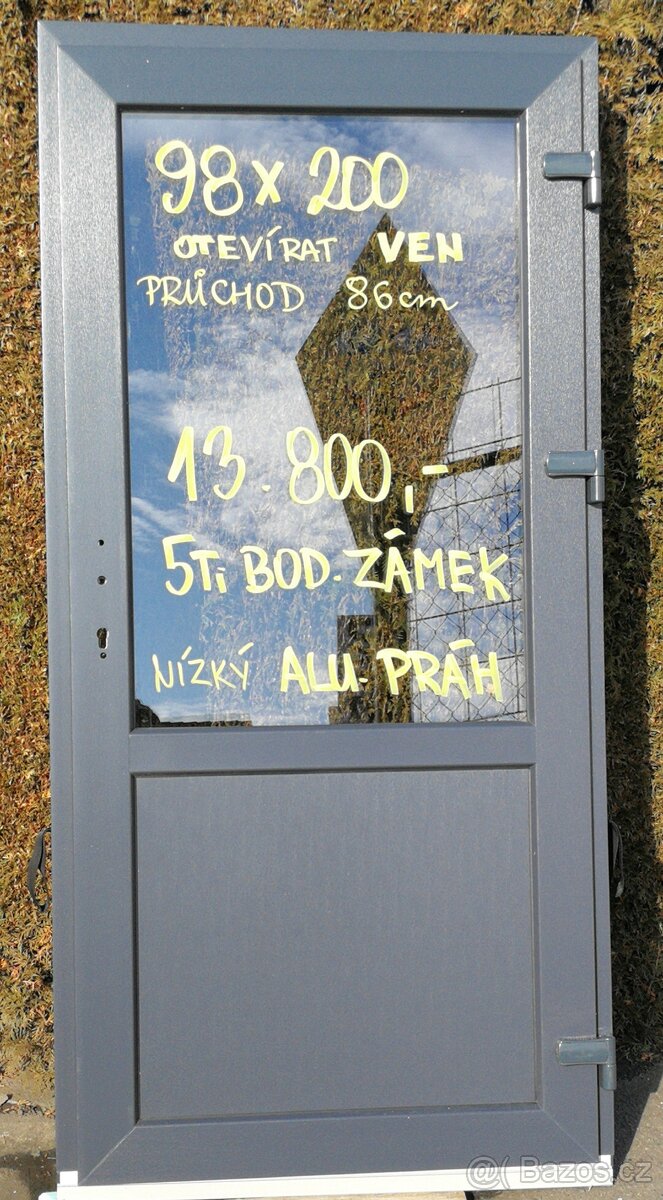 98 x 200
OTEVÍRAT VEN
PRŮCHOD 86cm
13.800,-
5Ti BOD. ZÁMEK
NÍZKÝ ALU. PRÁH
@( Bazos.cz